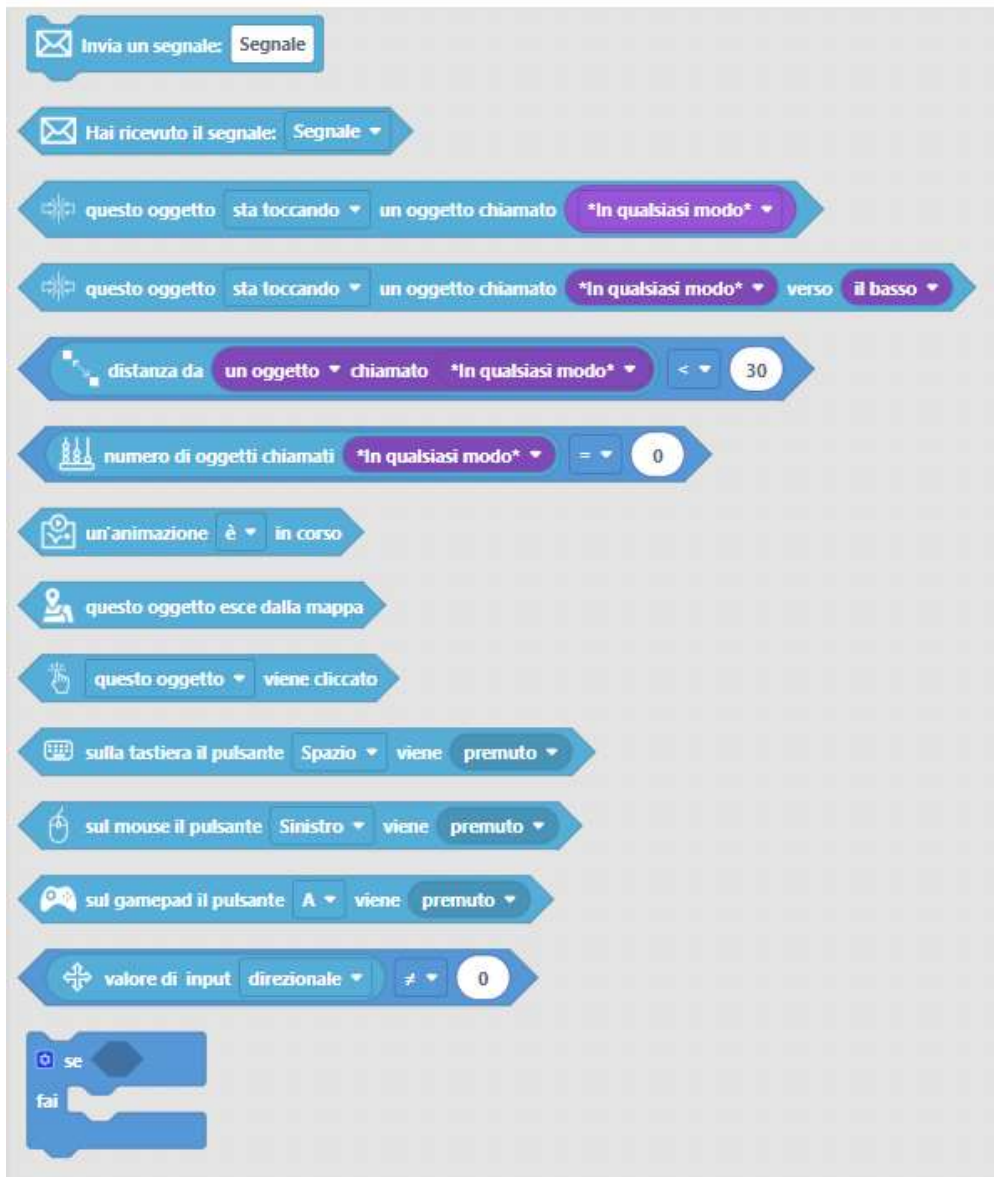 Invia un segnale: Segnale
Hai ricevuto il segnale: Segnale
questo oggetto sta toccando un oggetto chiamato *In qualsiasi modo*
questo oggetto sta toccando un oggetto chiamato *In qualsiasi modo* verso il basso
distanza da un oggetto chiamato *In qualsiasi modo* < 30
numero di oggetti chiamati *In qualsiasi modo* = 0
un'animazione è in corso
questo oggetto esce dalla mappa
questo oggetto viene cliccato
sulla tastiera il pulsante Spazio viene premuto
sul mouse il pulsante Sinistro viene premuto
sul gamepad il pulsante A viene premuto
valore di input direzionale ≠ 0
se
fai